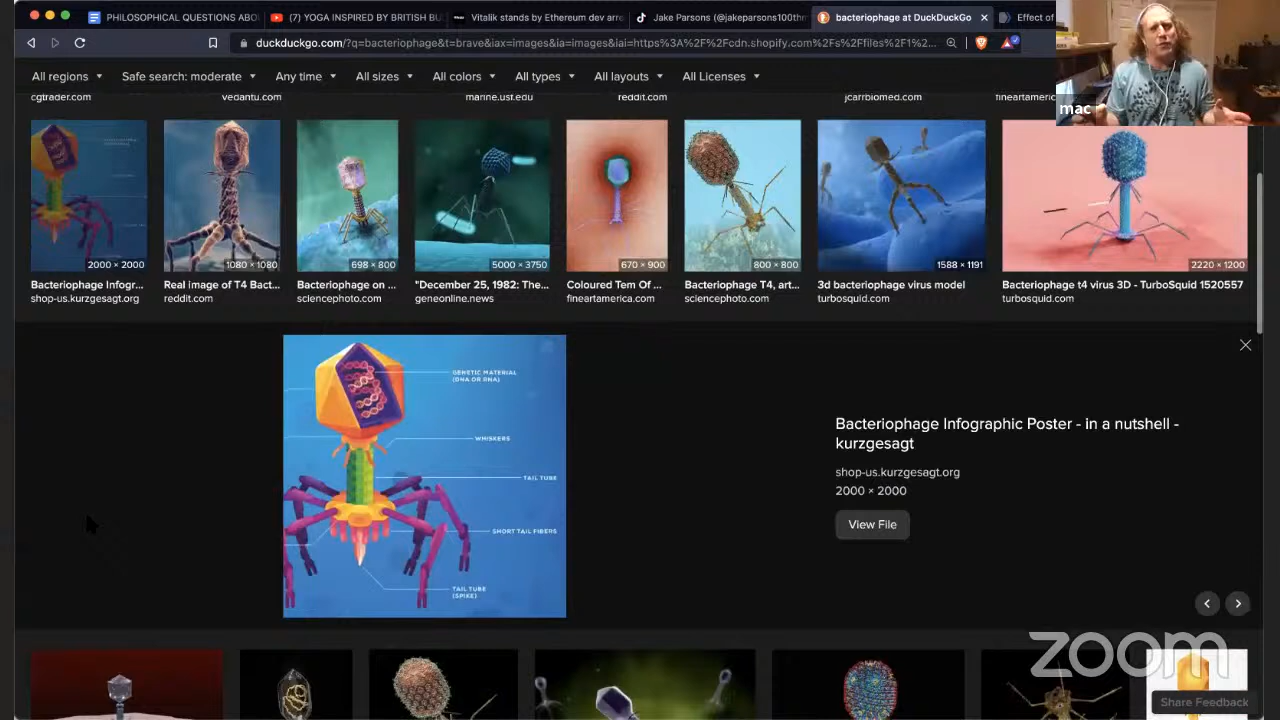 PHILOSOPHICAL QUESTIONS ABO
(7) YOGA INSPIRED BY BRITISH BU
Vitalik stands by Ethereum dev arre
Jake Parsons (@jakeparsons100thm
bacteriophage at DuckDuckGo
Effect of
duckduckgo.com/?q=bacteriophage&t=brave&iax=images&ia=images&iai=https%3A%2F%2Fcdn.shopify.com%2Fs%2Ffiles%2F1%2...
All regions
Safe search: moderate
Any time
All sizes
All colors
All types
All layouts
All Licenses
mac
cgtrader.com
vedantu.com
marine.usf.edu
reddit.com
jcarrbiomed.com
fineartameric
2000 × 2000
1080 × 1080
698 × 800
5000 × 3750
670 × 900
800 × 800
1588 × 1191
2220 × 1200
Bacteriophage Infogr...
shop-us.kurzgesagt.org
Real image of T4 Bact...
reddit.com
Bacteriophage on ...
sciencephoto.com
"December 25, 1982: The...
geneonline.news
Coloured Tem Of ...
fineartamerica.com
Bacteriophage T4, art...
sciencephoto.com
3d bacteriophage virus model
turbosquid.com
Bacteriophage t4 virus 3D - TurboSquid 1520557
turbosquid.com
GENETIC MATERIAL
(DNA OR RNA)
WHISKERS
TAIL TUBE
SHORT TAIL FIBERS
TAIL TUBE
(SPIKE)
Bacteriophage Infographic Poster - in a nutshell -
kurzgesagt
shop-us.kurzgesagt.org
2000 × 2000
View File
zoom
Share Feedback